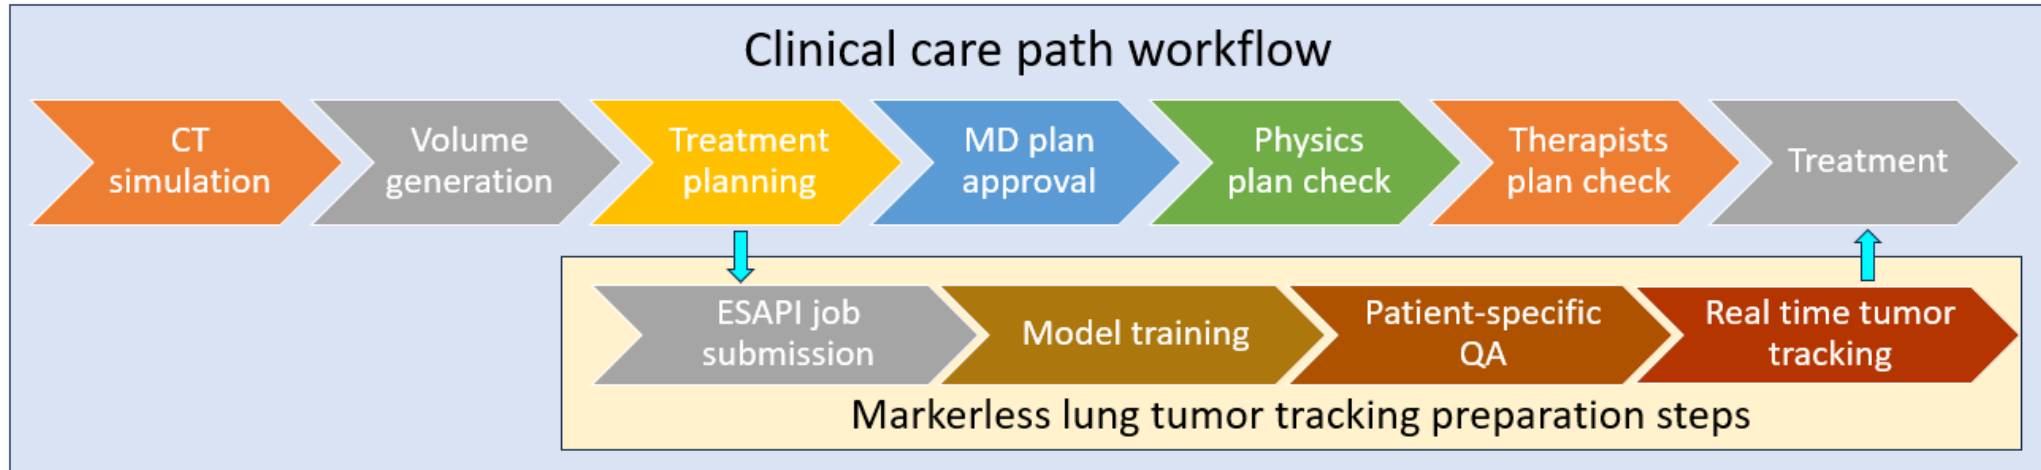 Clinical care path workflow
CT
simulation
Volume
generation
Treatment
planning
MD plan
approval
Physics
plan check
Therapists
plan check
Treatment
ESAPI job
submission
Model training
Patient-specific
QA
Real time tumor
tracking
Markerless lung tumor tracking preparation steps